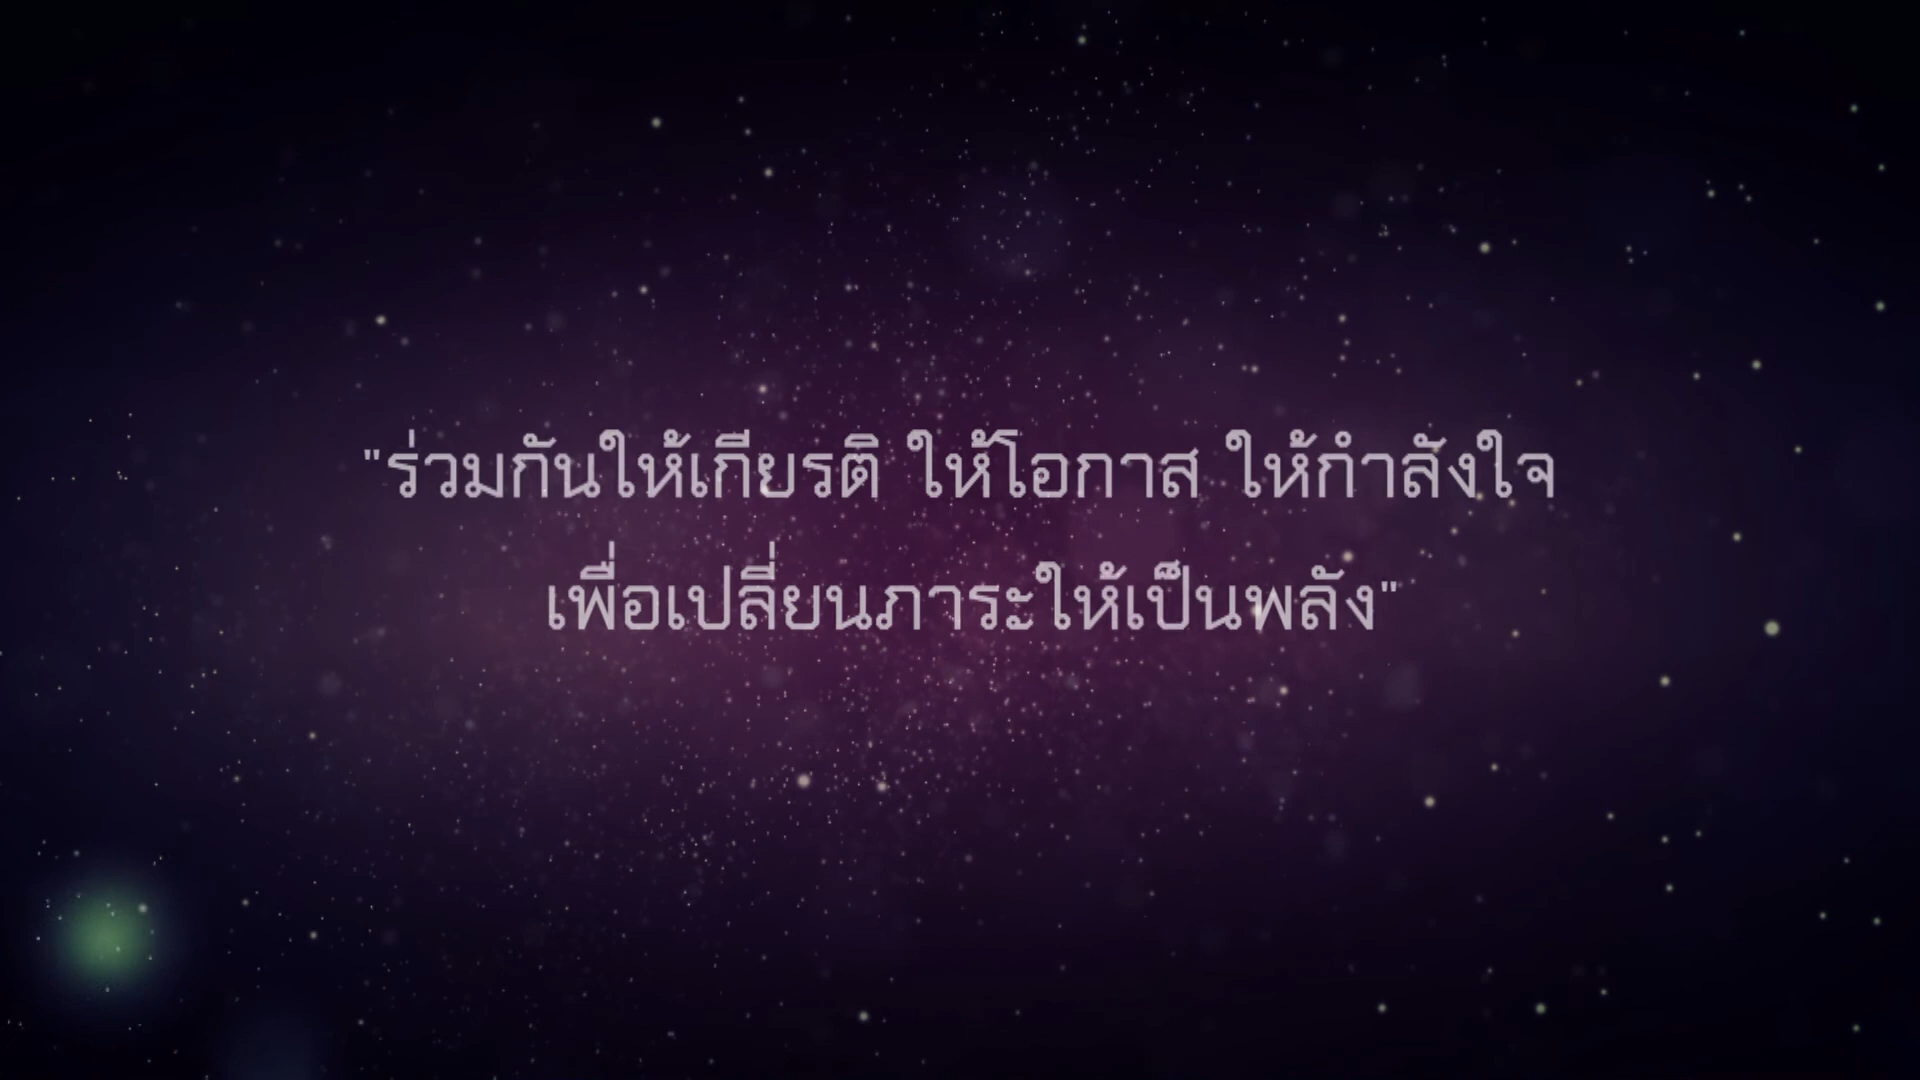 "ร่วมกันให้เกียรติ ให้โอกาส ให้กำลังใจ
เพื่อเปลี่ยนภาระให้เป็นพลัง"